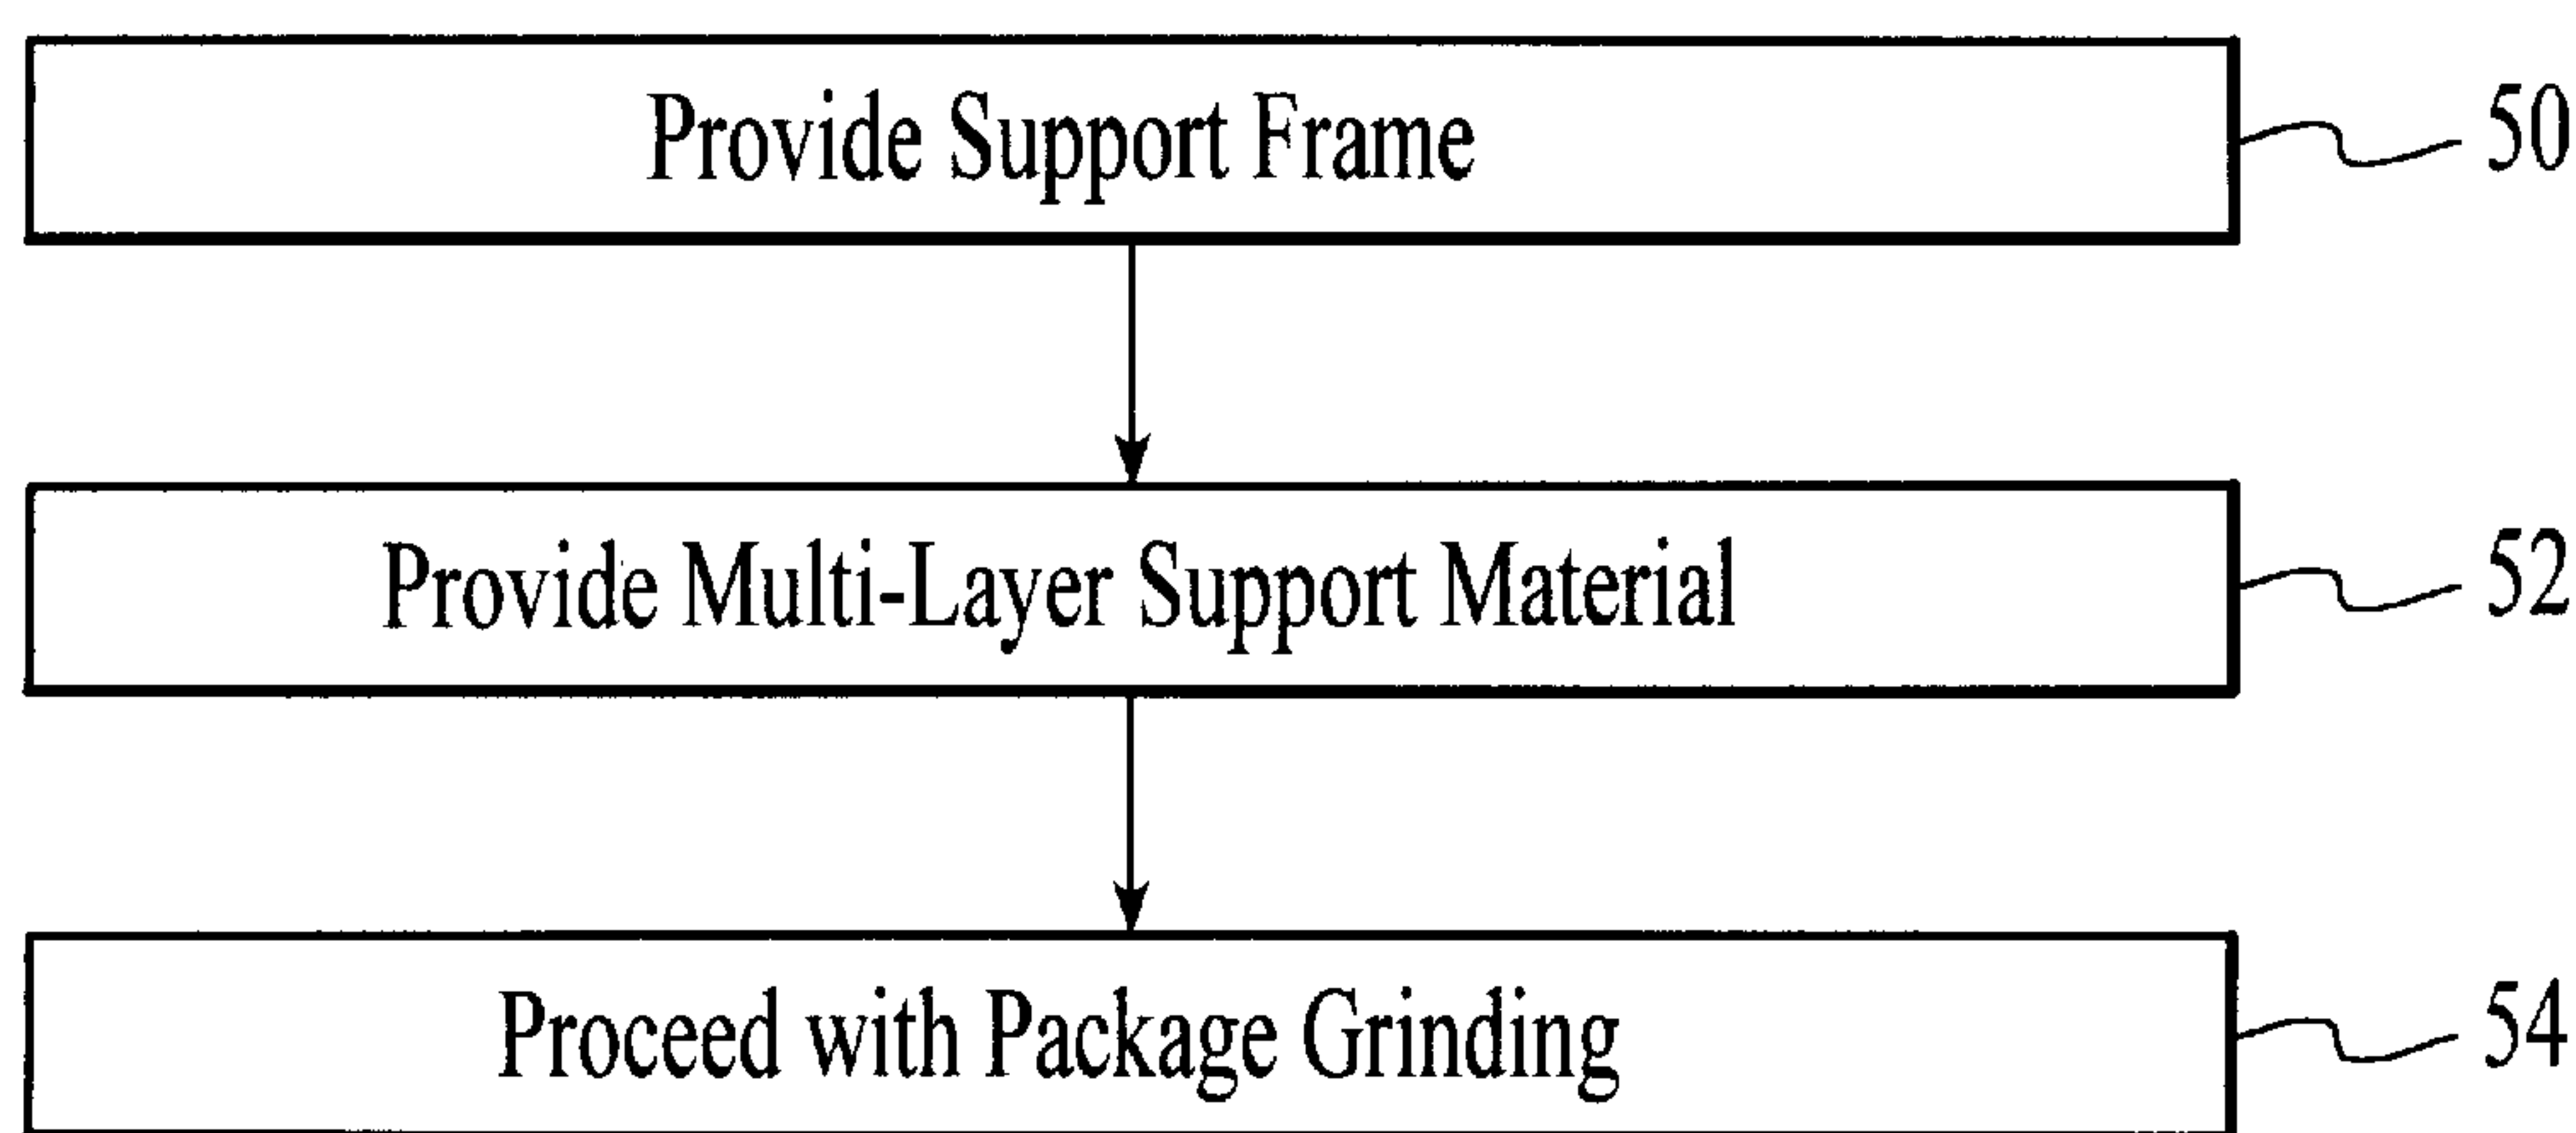 Provide Support Frame 50
Provide Multi-Layer Support Material 52
Proceed with Package Grinding 54